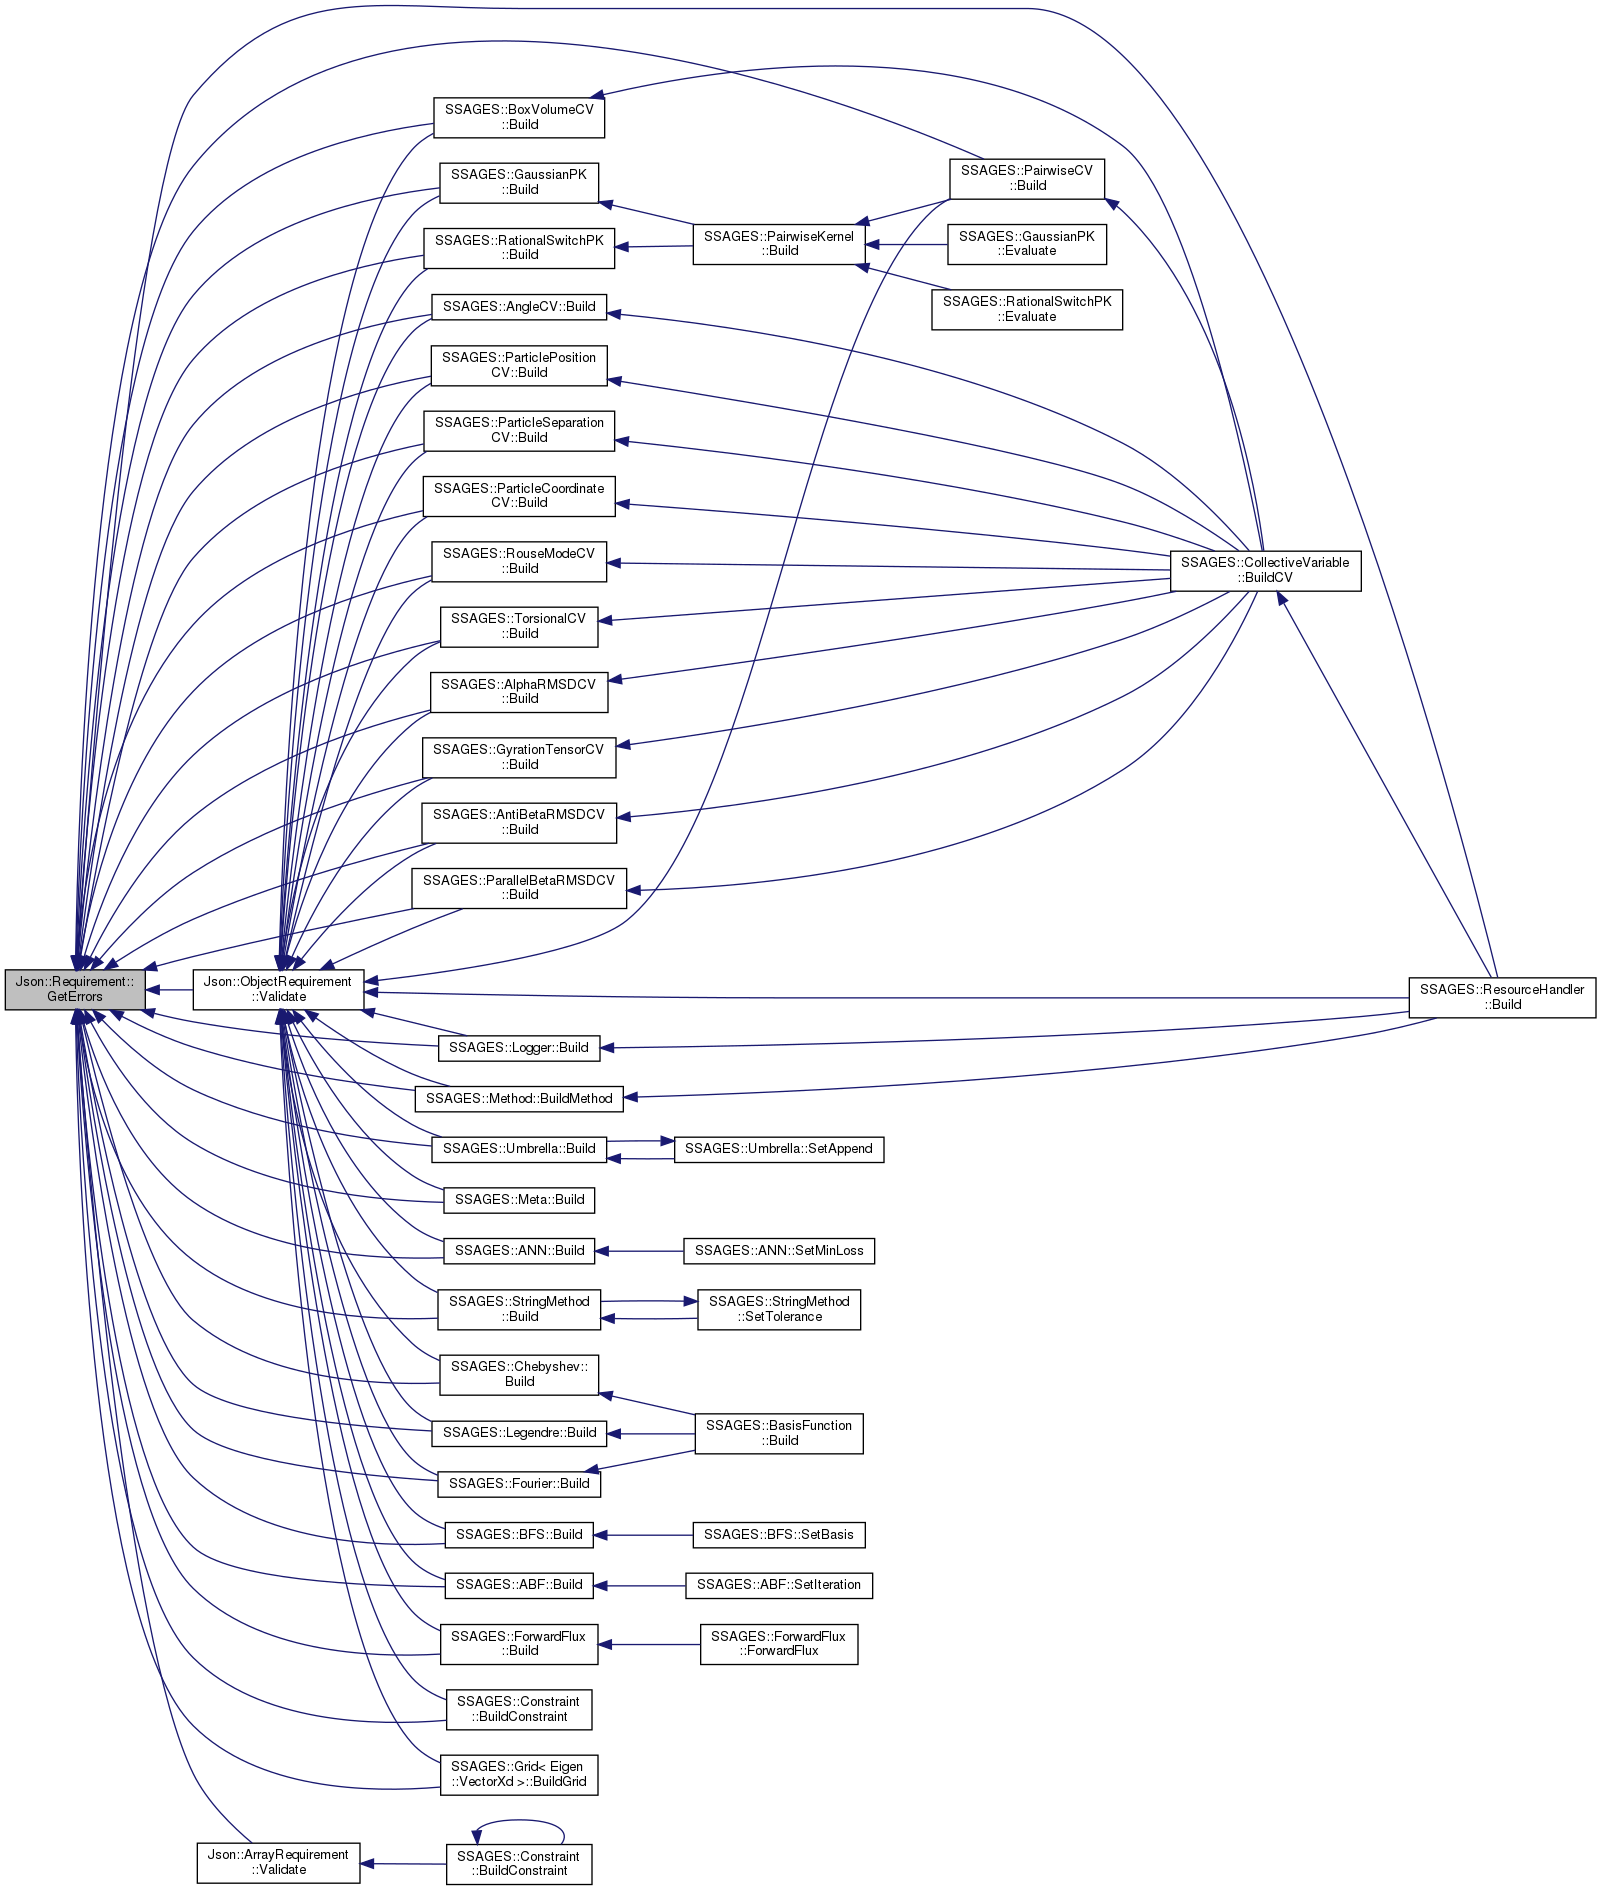 SSAGES::BoxVolumeCV
::Build
SSAGES::GaussianPK
::Build
SSAGES::PairwiseCV
::Build
SSAGES::RationalSwitchPK
::Build
SSAGES::PairwiseKernel
::Build
SSAGES::GaussianPK
::Evaluate
SSAGES::AngleCV::Build
SSAGES::RationalSwitchPK
::Evaluate
SSAGES::ParticlePosition
CV::Build
SSAGES::ParticleSeparation
CV::Build
SSAGES::ParticleCoordinate
CV::Build
SSAGES::RouseModeCV
::Build
SSAGES::CollectiveVariable
::BuildCV
SSAGES::TorsionalCV
::Build
SSAGES::AlphaRMSDCV
::Build
SSAGES::GyrationTensorCV
::Build
SSAGES::AntiBetaRMSDCV
::Build
SSAGES::ParallelBetaRMSDCV
::Build
Json::Requirement::
GetErrors
Json::ObjectRequirement
::Validate
SSAGES::ResourceHandler
::Build
SSAGES::Logger::Build
SSAGES::Method::BuildMethod
SSAGES::Umbrella::Build
SSAGES::Umbrella::SetAppend
SSAGES::Meta::Build
SSAGES::ANN::Build
SSAGES::ANN::SetMinLoss
SSAGES::StringMethod
::Build
SSAGES::StringMethod
::SetTolerance
SSAGES::Chebyshev::
Build
SSAGES::Legendre::Build
SSAGES::BasisFunction
::Build
SSAGES::Fourier::Build
SSAGES::BFS::Build
SSAGES::BFS::SetBasis
SSAGES::ABF::Build
SSAGES::ABF::SetIteration
SSAGES::ForwardFlux
::Build
SSAGES::ForwardFlux
::ForwardFlux
SSAGES::Constraint
::BuildConstraint
SSAGES::Grid< Eigen
::VectorXd >::BuildGrid
Json::ArrayRequirement
::Validate
SSAGES::Constraint
::BuildConstraint